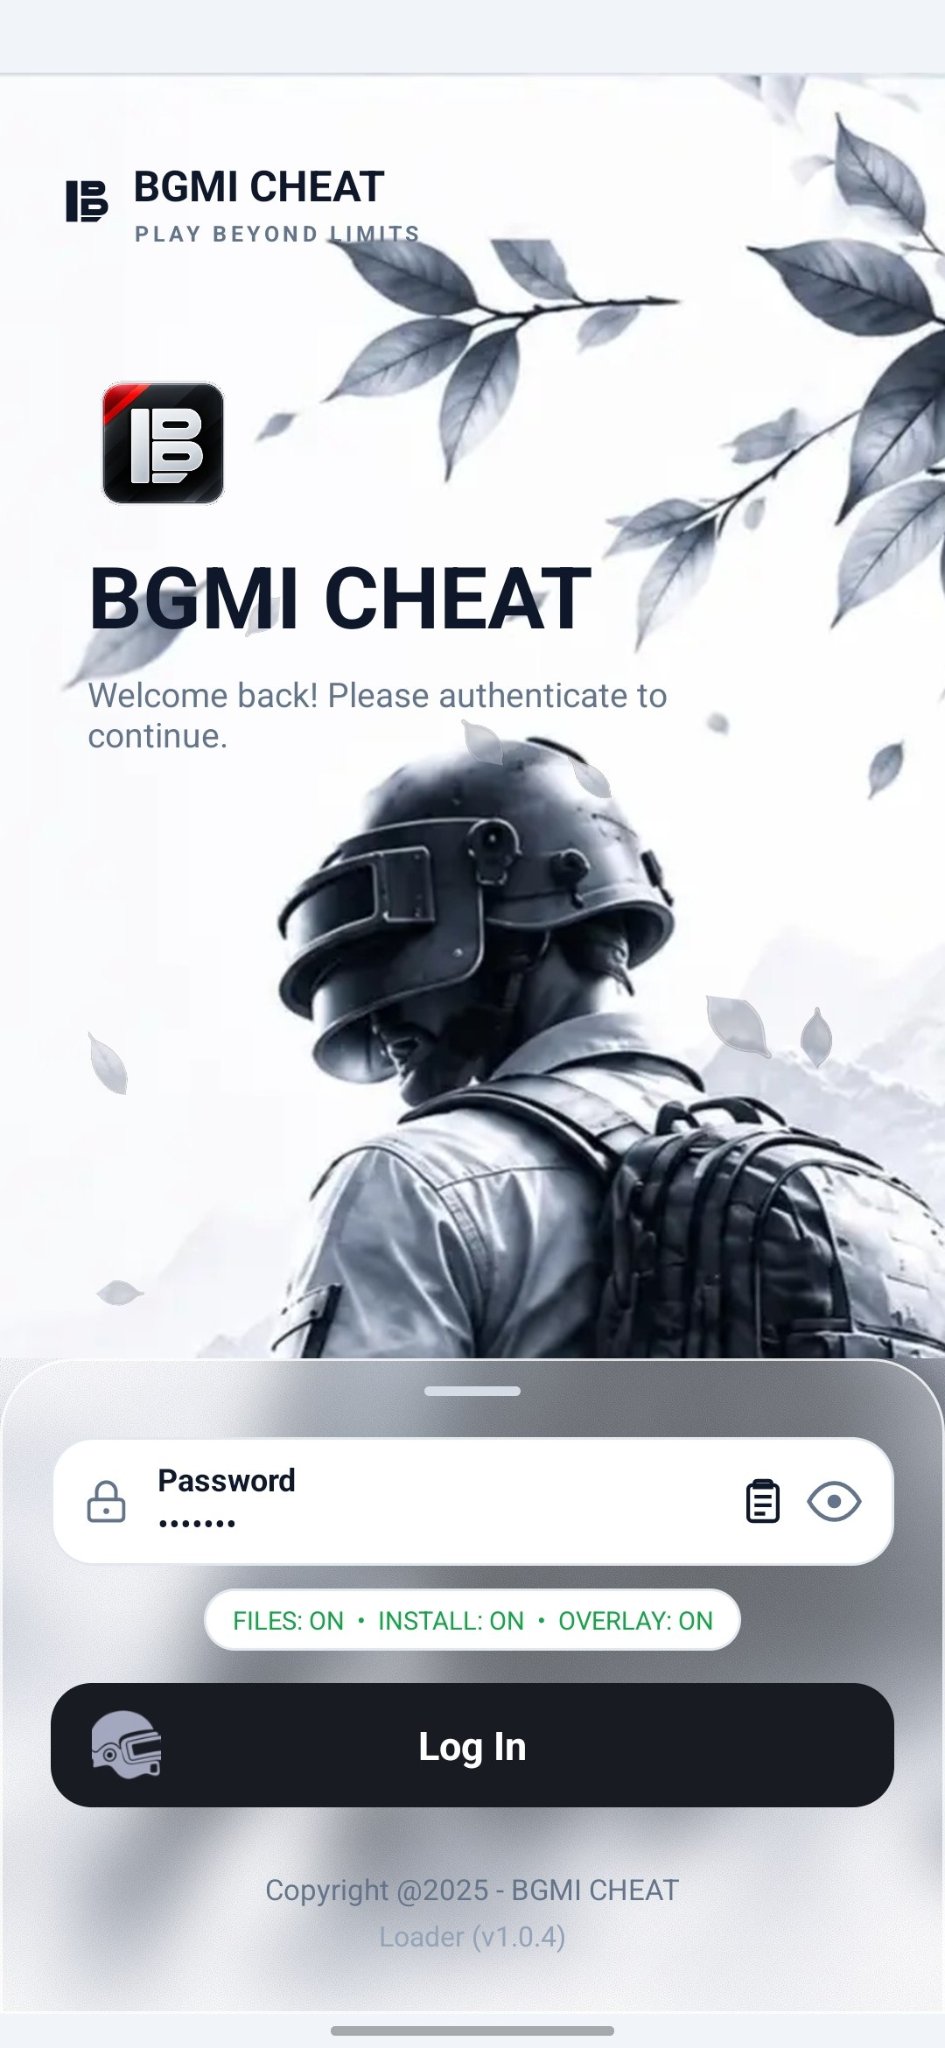 BGMI CHEAT
PLAY BEYOND LIMITS
BGMI CHEAT
Welcome back! Please authenticate to
continue.
Password
•••••••
FILES: ON • INSTALL: ON • OVERLAY: ON
Log In
Copyright @2025 - BGMI CHEAT
Loader (v1.0.4)